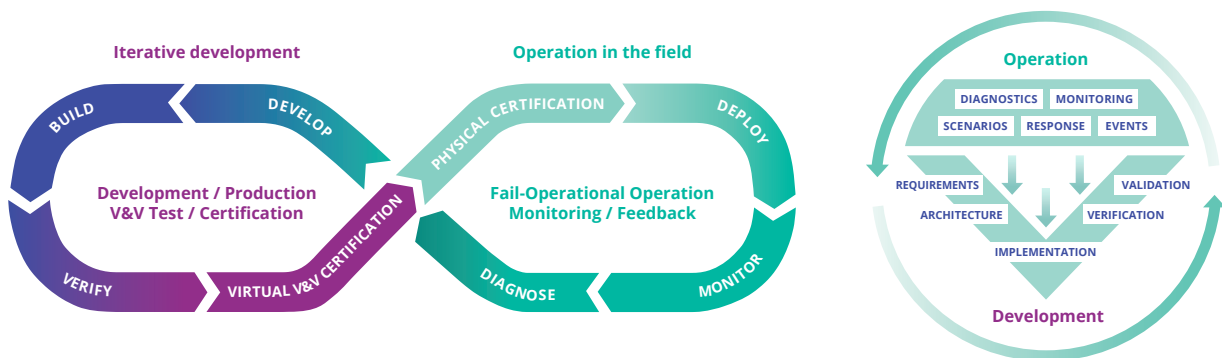 Iterative development
Operation in the field
BUILD
DEVELOP
PHYSICAL CERTIFICATION
DEPLOY
Development / Production
V&V Test / Certification
Fail-Operational Operation
Monitoring / Feedback
VERIFY
VIRTUAL V&V CERTIFICATION
DIAGNOSE
MONITOR
Operation
DIAGNOSTICS
MONITORING
SCENARIOS
RESPONSE
EVENTS
REQUIREMENTS
VALIDATION
ARCHITECTURE
VERIFICATION
IMPLEMENTATION
Development